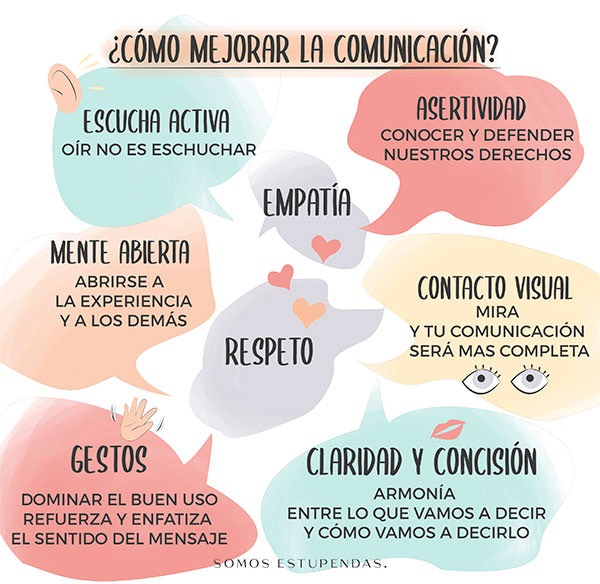 ¿CÓMO MEJORAR LA COMUNICACIÓN?
ESCUCHA ACTIVA
OÍR NO ES ESCHUCHAR
ASERTIVIDAD
CONOCER Y DEFENDER
NUESTROS DERECHOS
EMPATÍA
MENTE ABIERTA
ABRIRSE A
LA EXPERIENCIA
Y A LOS DEMÁS
CONTACTO VISUAL
MIRA
Y TU COMUNICACIÓN
SERÁ MAS COMPLETA
RESPETO
GESTOS
DOMINAR EL BUEN USO
REFUERZA Y ENFATIZA
EL SENTIDO DEL MENSAJE
CLARIDAD Y CONCISIÓN
ARMONÍA
ENTRE LO QUE VAMOS A DECIR
Y CÓMO VAMOS A DECIRLO
SOMOS ESTUPENDAS.